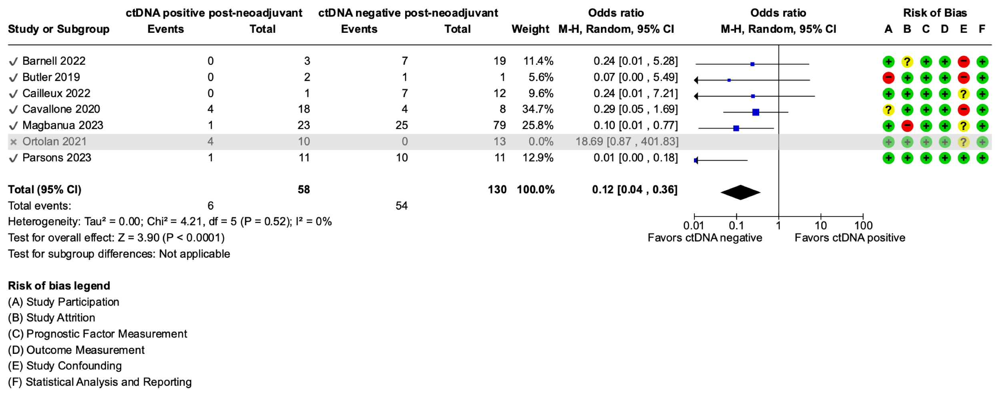 ctDNA positive post-neoadjuvant ctDNA negative post-neoadjuvant Odds ratio Odds ratio Risk of Bias
Study or Subgroup Events Total Events Total Weight M-H, Random, 95% CI M-H, Random, 95% CI A B C D E F
✓ Barnell 2022 0 3 7 19 11.4% 0.24 [0.01 , 5.28] + ? + + − +
✓ Butler 2019 0 2 1 1 5.6% 0.07 [0.00 , 5.49] − + + + − +
✓ Cailleux 2022 0 1 7 12 9.6% 0.24 [0.01 , 7.21] + + + + ? +
✓ Cavallone 2020 4 18 4 8 34.7% 0.29 [0.05 , 1.69] ? + + + − +
✓ Magbanua 2023 1 23 25 79 25.8% 0.10 [0.01 , 0.77] + − + + ? +
✕ Ortolan 2021 4 10 0 13 0.0% 18.69 [0.87 , 401.83] + + + + ? +
✓ Parsons 2023 1 11 10 11 12.9% 0.01 [0.00 , 0.18] + + + + + +
Total (95% CI) 58 130 100.0% 0.12 [0.04 , 0.36]
Total events: 6 54
Heterogeneity: Tau² = 0.00; Chi² = 4.21, df = 5 (P = 0.52); I² = 0%
0.01 0.1 1 10 100
Test for overall effect: Z = 3.90 (P < 0.0001)
Favors ctDNA negative Favors ctDNA positive
Test for subgroup differences: Not applicable
Risk of bias legend
(A) Study Participation
(B) Study Attrition
(C) Prognostic Factor Measurement
(D) Outcome Measurement
(E) Study Confounding
(F) Statistical Analysis and Reporting